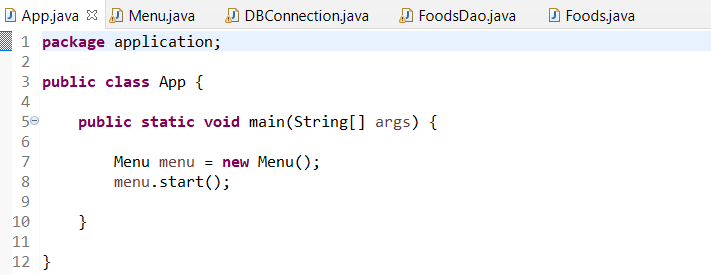 App.java Menu.java DBConnection.java FoodsDao.java Foods.java
1 package application;
2
3 public class App {
4
5 public static void main(String[] args) {
6
7 Menu menu = new Menu();
8 menu.start();
9
10 }
11
12 }